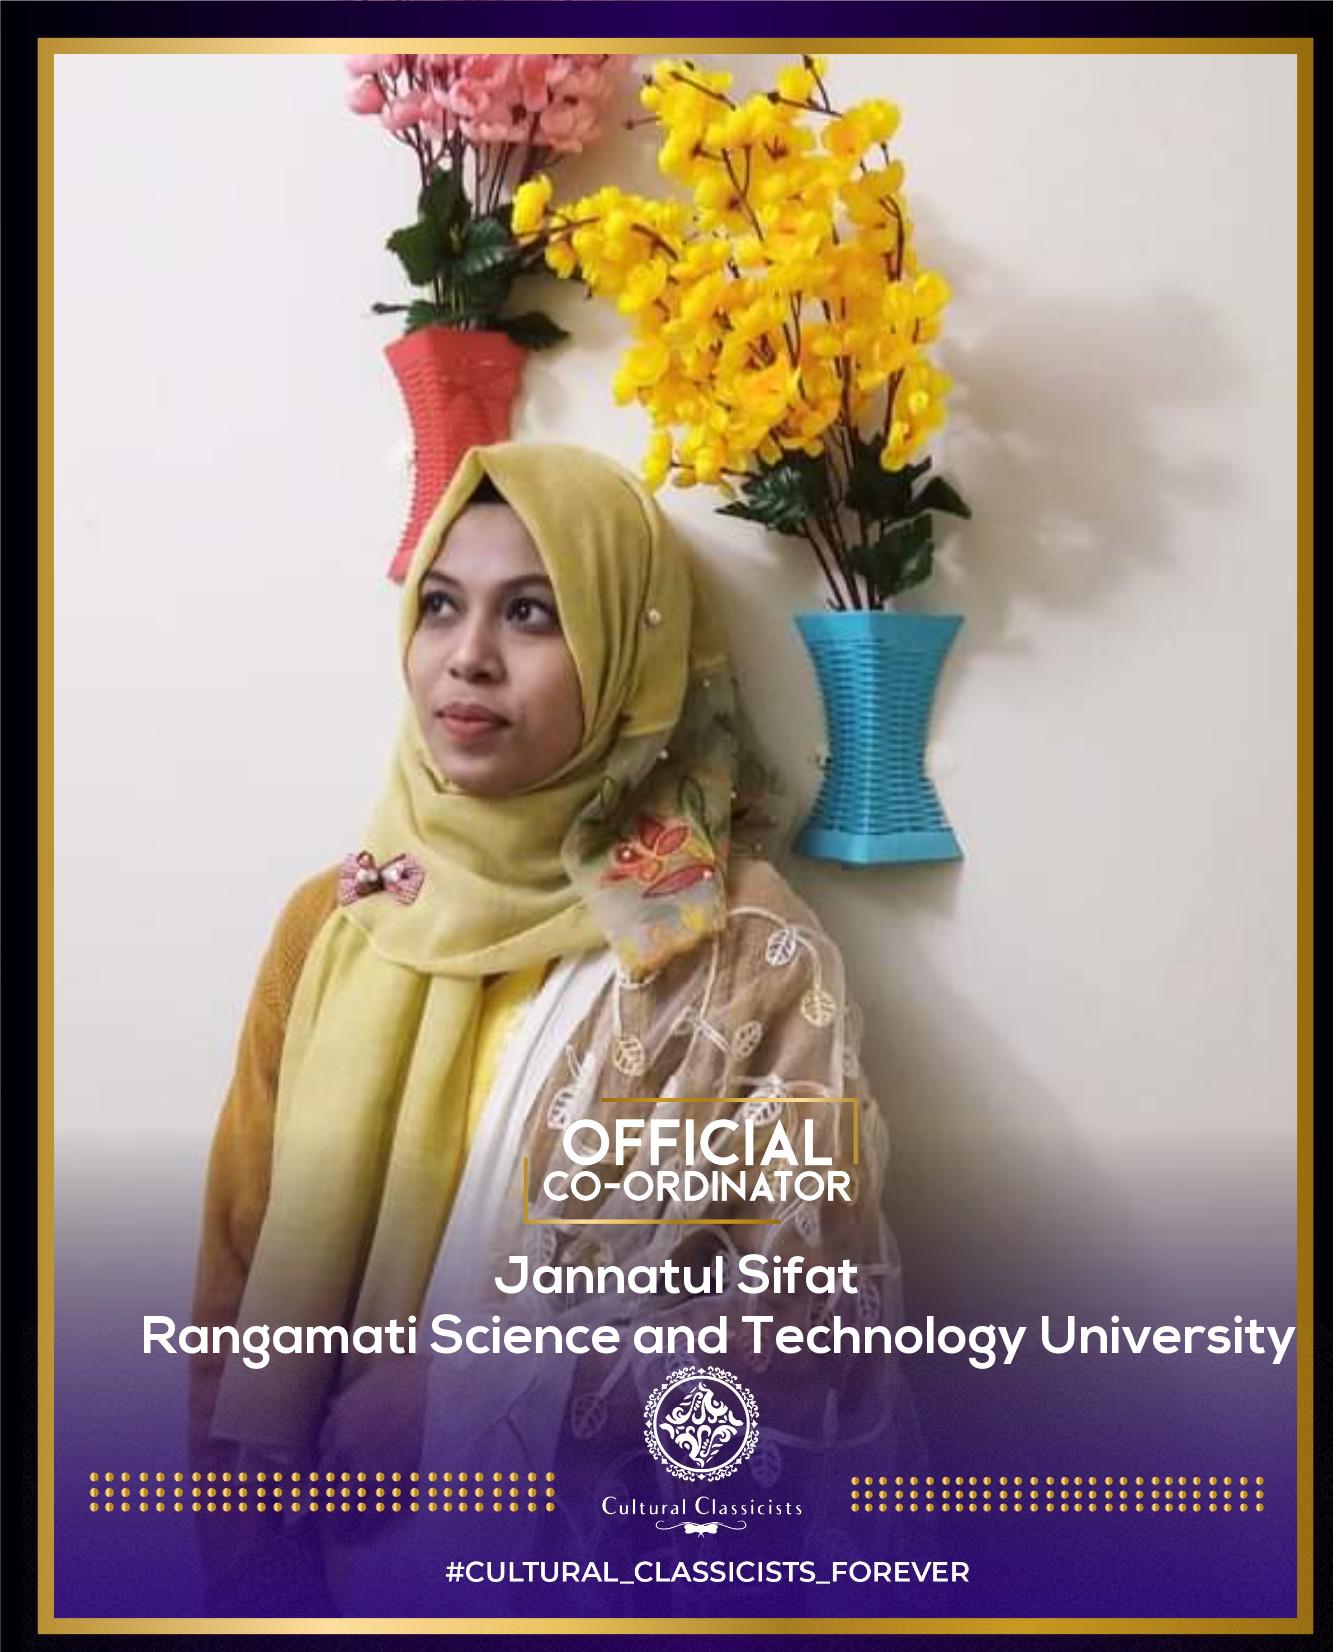 OFFICIAL
CO-ORDINATOR
Jannatul Sifat
Rangamati Science and Technology University
Cultural Classicists
#CULTURAL_CLASSICISTS_FOREVER